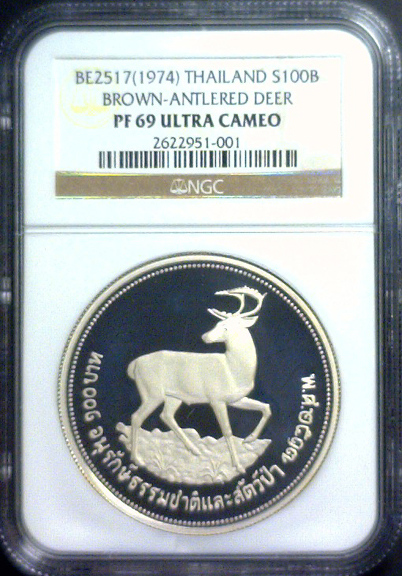 BE2517(1974) THAILAND S100B
BROWN-ANTLERED DEER
PF 69 ULTRA CAMEO
2622951-001
NGC
บาท ๑๐๐ อนุรักษ์ธรรมชาติและสัตว์ป่า พ.ศ.๒๕๑๗